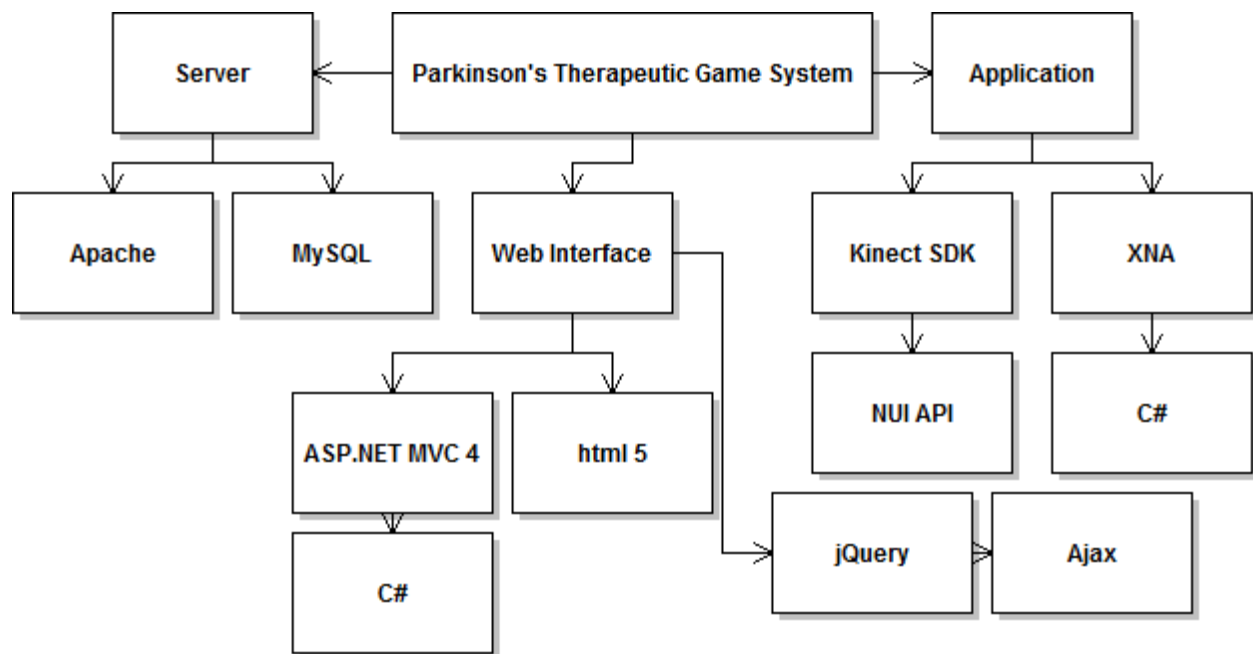 Server
Parkinson's Therapeutic Game System
Application
Apache
MySQL
Web Interface
Kinect SDK
XNA
NUI API
C#
ASP.NET MVC 4
html 5
jQuery
Ajax
C#